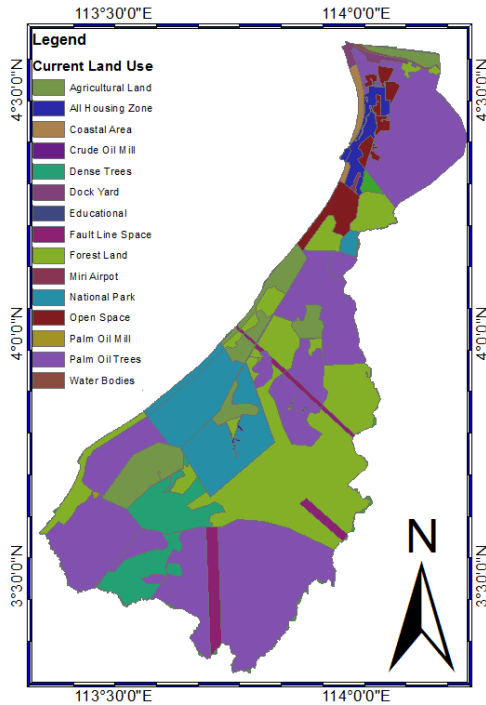 113°30'0"E 114°0'0"E
Legend
Current Land Use
Agricultural Land
All Housing Zone
Coastal Area
Crude Oil Mill
Dense Trees
Dock Yard
Educational
Fault Line Space
Forest Land
Miri Airpot
National Park
Open Space
Palm Oil Mill
Palm Oil Trees
Water Bodies
4°30'0"N 4°30'0"N
4°0'0"N 4°0'0"N
3°30'0"N 3°30'0"N
N
113°30'0"E 114°0'0"E